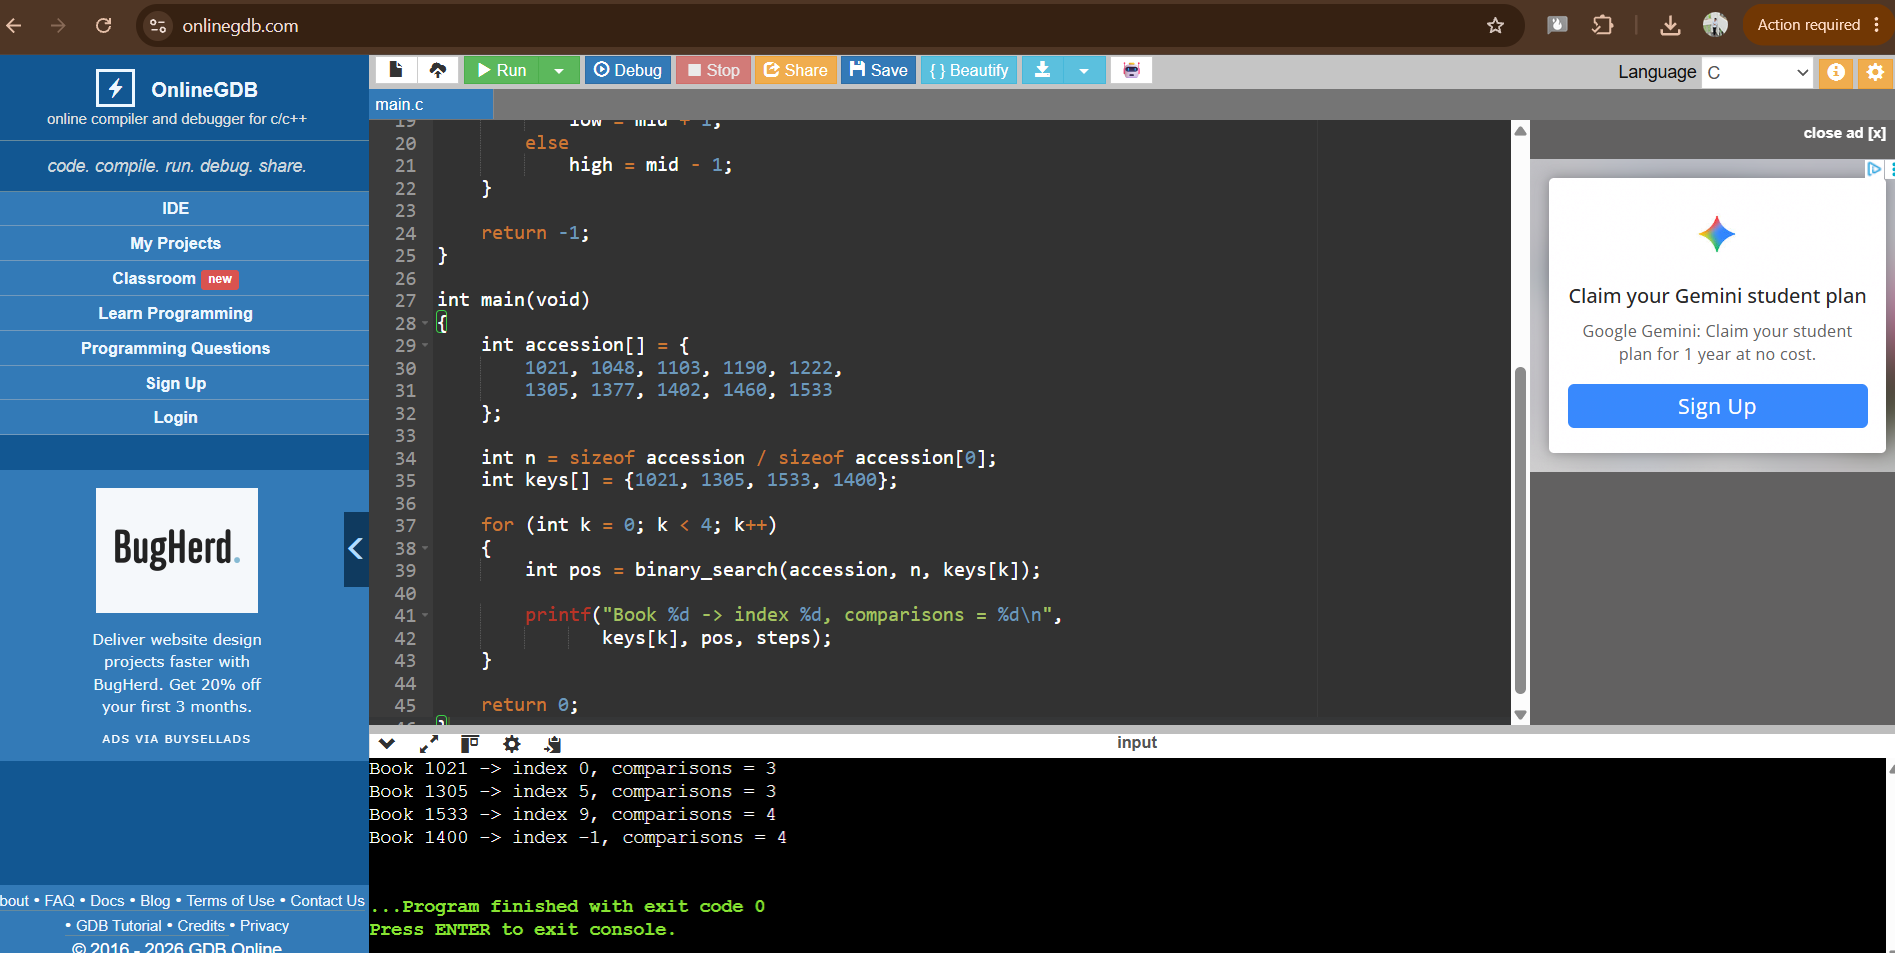 onlinegdb.com
Action required
OnlineGDB
online compiler and debugger for c/c++
code. compile. run. debug. share.
IDE
My Projects
Classroom new
Learn Programming
Programming Questions
Sign Up
Login
BugHerd.
Deliver website design
projects faster with
BugHerd. Get 20% off
your first 3 months.
ADS VIA BUYSELLADS
bout • FAQ • Docs • Blog • Terms of Use • Contact Us
• GDB Tutorial • Credits • Privacy
© 2016 - 2026 GDB Online
Run Debug Stop Share Save { } Beautify
Language C
main.c
19 low = mid + 1;
20 else
21 high = mid - 1;
22 }
23
24 return -1;
25 }
26
27 int main(void)
28 {
29 int accession[] = {
30 1021, 1048, 1103, 1190, 1222,
31 1305, 1377, 1402, 1460, 1533
32 };
33
34 int n = sizeof accession / sizeof accession[0];
35 int keys[] = {1021, 1305, 1533, 1400};
36
37 for (int k = 0; k < 4; k++)
38 {
39 int pos = binary_search(accession, n, keys[k]);
40
41 printf("Book %d -> index %d, comparisons = %d\n",
42 keys[k], pos, steps);
43 }
44
45 return 0;
46 }
close ad [x]
Claim your Gemini student plan
Google Gemini: Claim your student
plan for 1 year at no cost.
Sign Up
input
Book 1021 -> index 0, comparisons = 3
Book 1305 -> index 5, comparisons = 3
Book 1533 -> index 9, comparisons = 4
Book 1400 -> index -1, comparisons = 4
...Program finished with exit code 0
Press ENTER to exit console.